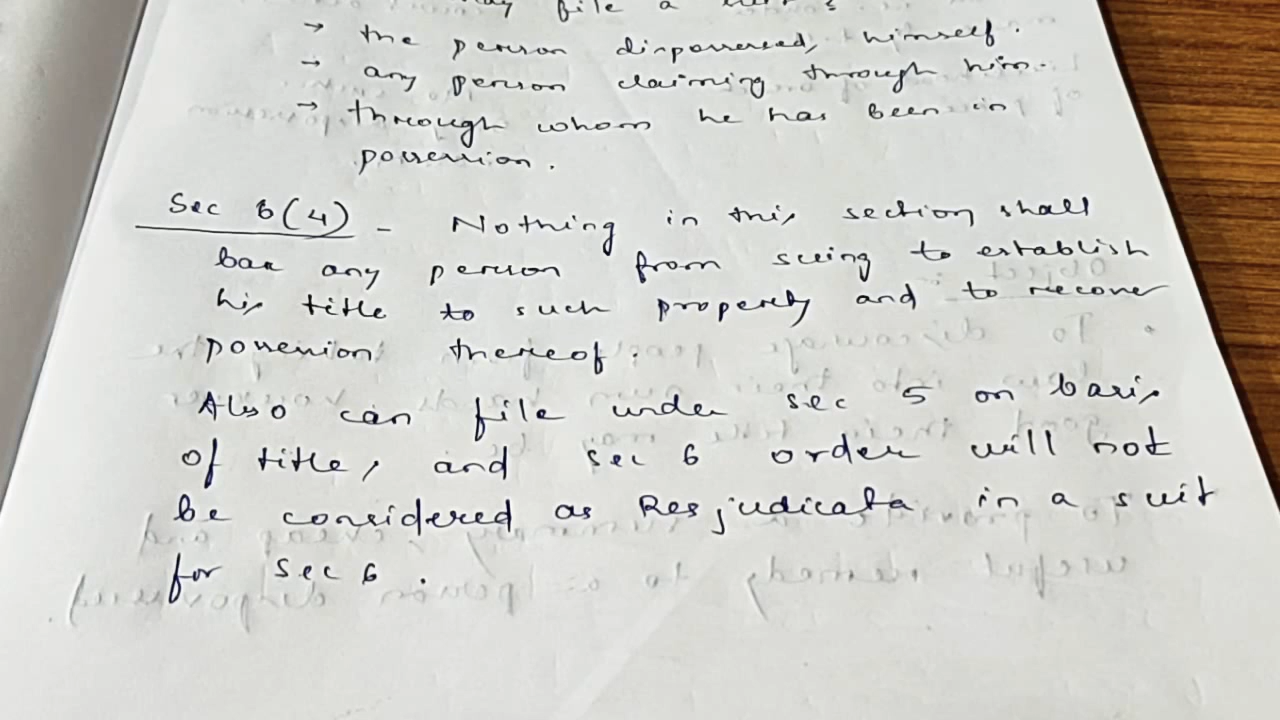 file a
→ the person dispossessed, himself.
→ any person claiming through him.
→ through whom he has been in
possession.
Sec 6(4) - Nothing in this section shall
bar any person from suing to establish
his title to such property and to recover
possession thereof.
Also can file under sec 5 on basis
of title, and sec 6 order will not
be considered as Resjudicata in a suit
for sec 6.